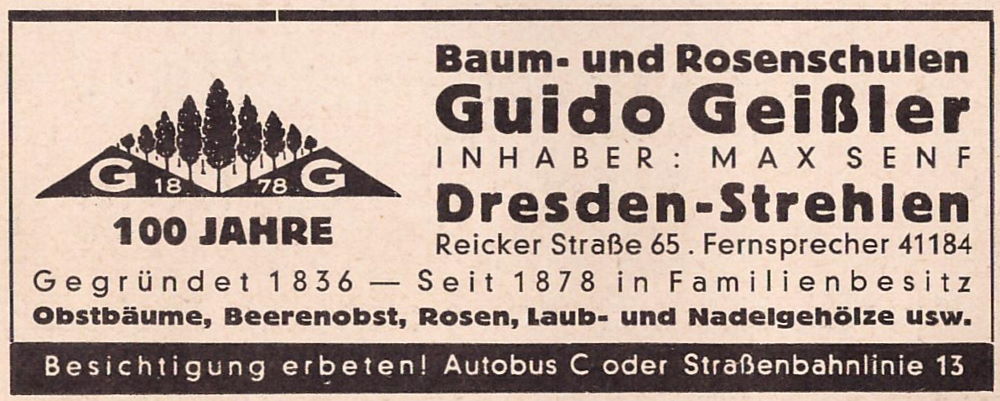 Baum- und Rosenschulen
Guido Geißler
INHABER: MAX SENF
Dresden-Strehlen
Reicker Straße 65. Fernsprecher 41184
G 18 78 G
100 JAHRE
Gegründet 1836 — Seit 1878 in Familienbesitz
Obstbäume, Beerenobst, Rosen, Laub- und Nadelgehölze usw.
Besichtigung erbeten! Autobus C oder Straßenbahnlinie 13